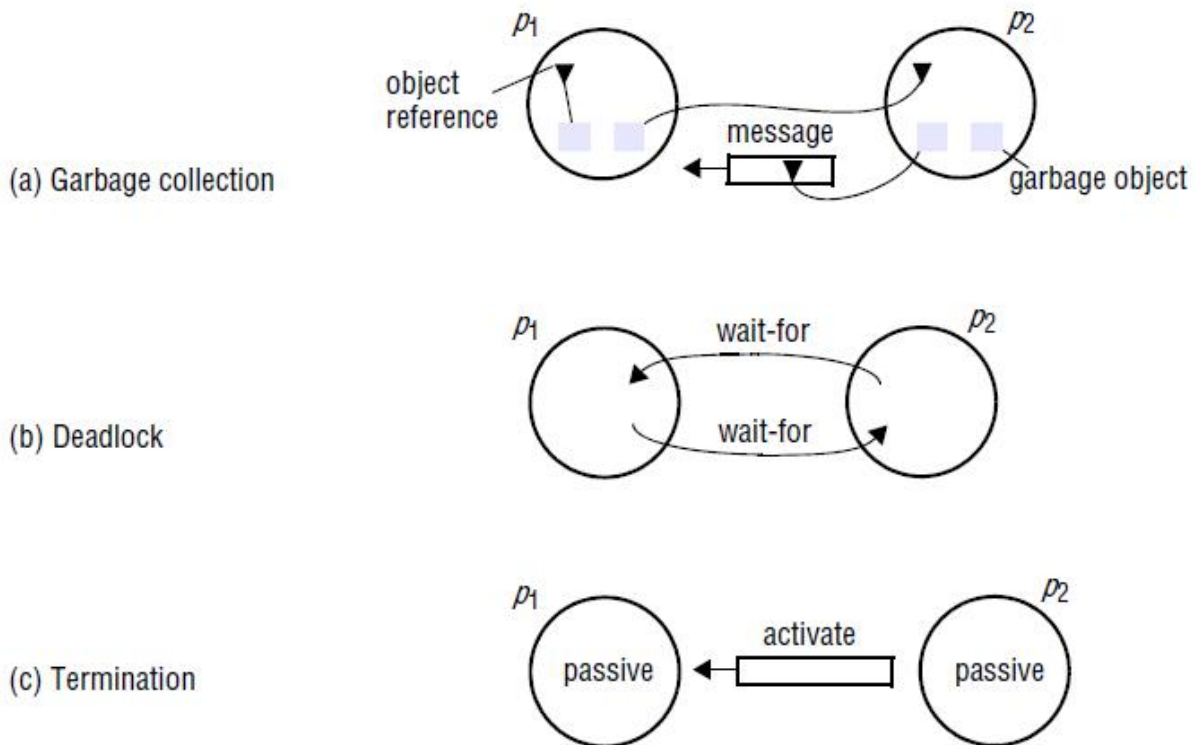 p1
p2
object
reference
message
garbage object
(a) Garbage collection
p1
wait-for
p2
wait-for
(b) Deadlock
p1
p2
activate
passive
passive
(c) Termination